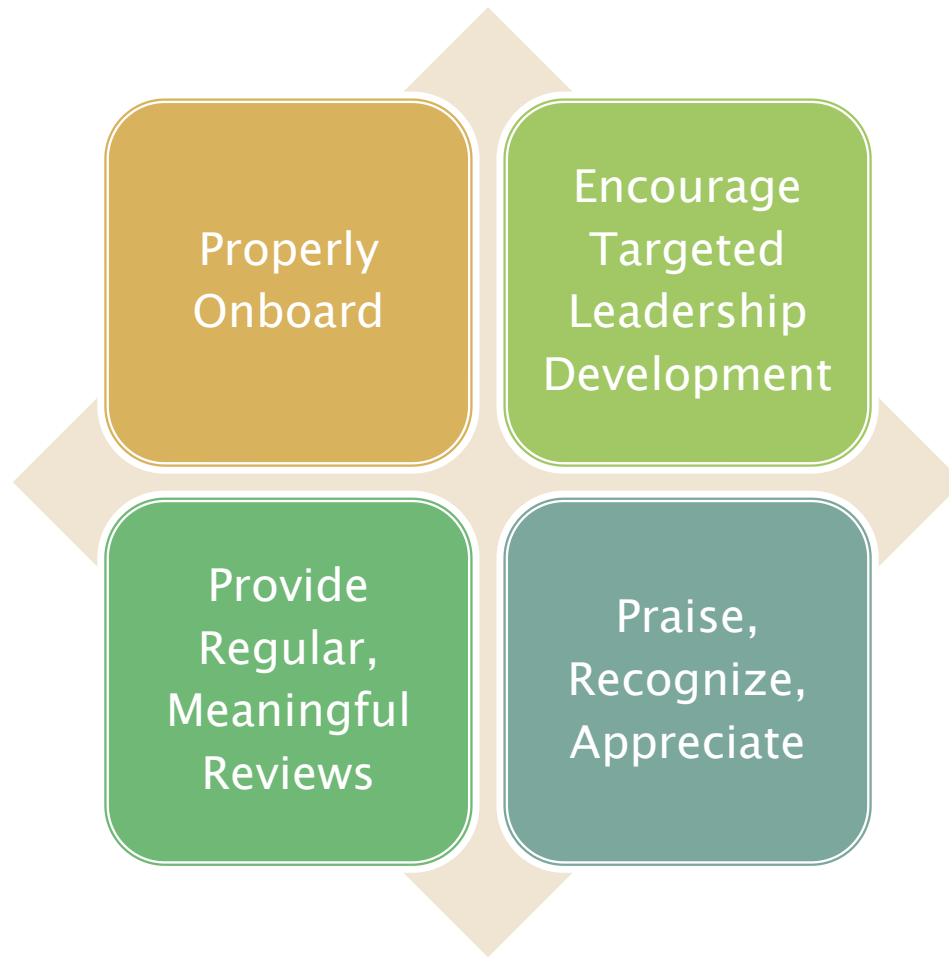 Properly
Onboard
Encourage
Targeted
Leadership
Development
Provide
Regular,
Meaningful
Reviews
Praise,
Recognize,
Appreciate